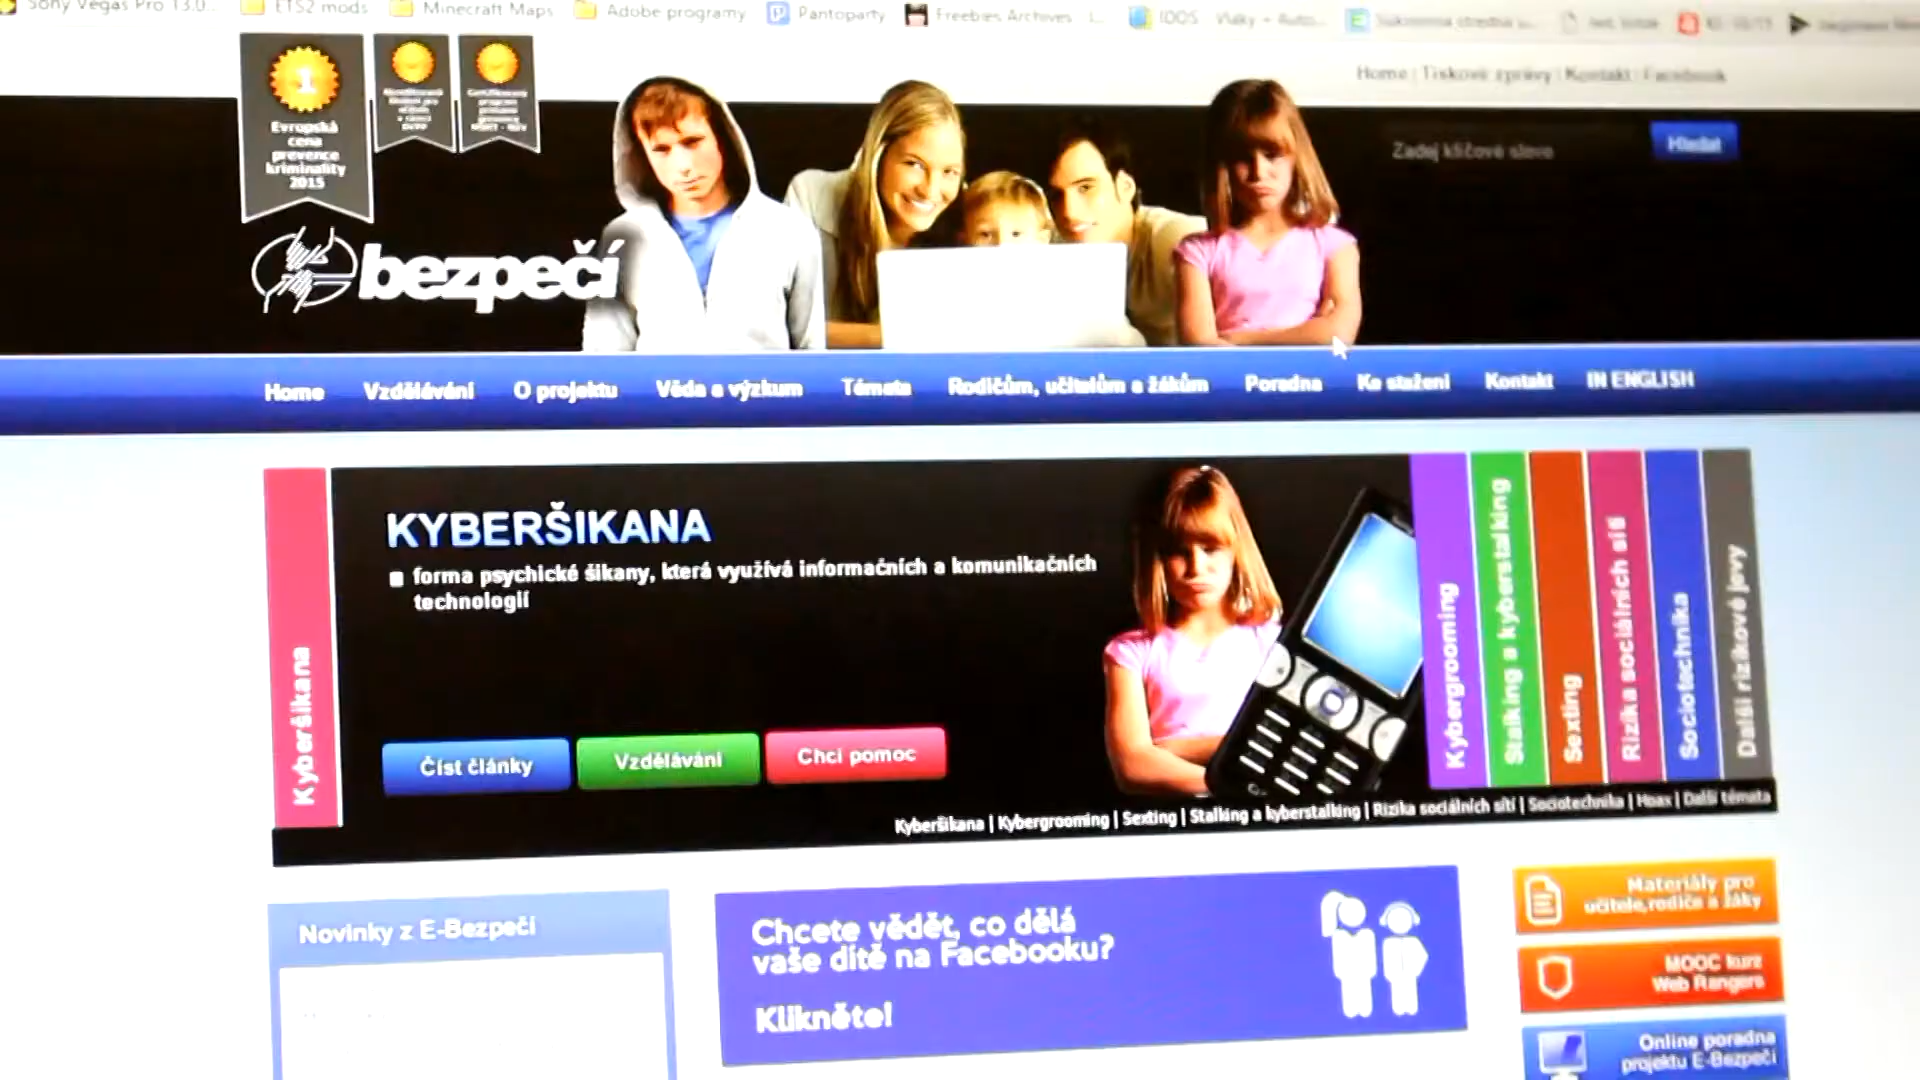 Sony Vegas Pro 13.0..
ETS2 mods
Minecraft Maps
Adobe programy
Pantoparty
Freebies Archives
Home | Tiskové zprávy | Kontakt | Facebook
1
Evropská
cena
prevence
kriminality
2015
Zadej klíčové slovo
Hledat
bezpečí
Home
Vzdělávání
O projektu
Věda a výzkum
Témata
Rodičům, učitelům a žákům
Poradna
Ke stažení
Kontakt
IN ENGLISH
Kyberšikana
KYBERŠIKANA
forma psychické šikany, která využívá informačních a komunikačních
technologií
Číst články
Vzdělávání
Chci pomoc
Kybergrooming
Stalking a kyberstalking
Sexting
Rizika sociálních sítí
Sociotechnika
Další rizikové jevy
Kyberšikana | Kybergrooming | Sexting | Stalking a kyberstalking | Rizika sociálních sítí | Sociotechnika | Hoax | Další témata
Novinky z E-Bezpečí
Chcete vědět, co dělá
vaše dítě na Facebooku?
Klikněte!
Materiály pro
učitele,rodiče a žáky
MOOC kurz
Web Rangers
Online poradna
projektu E-Bezpečí